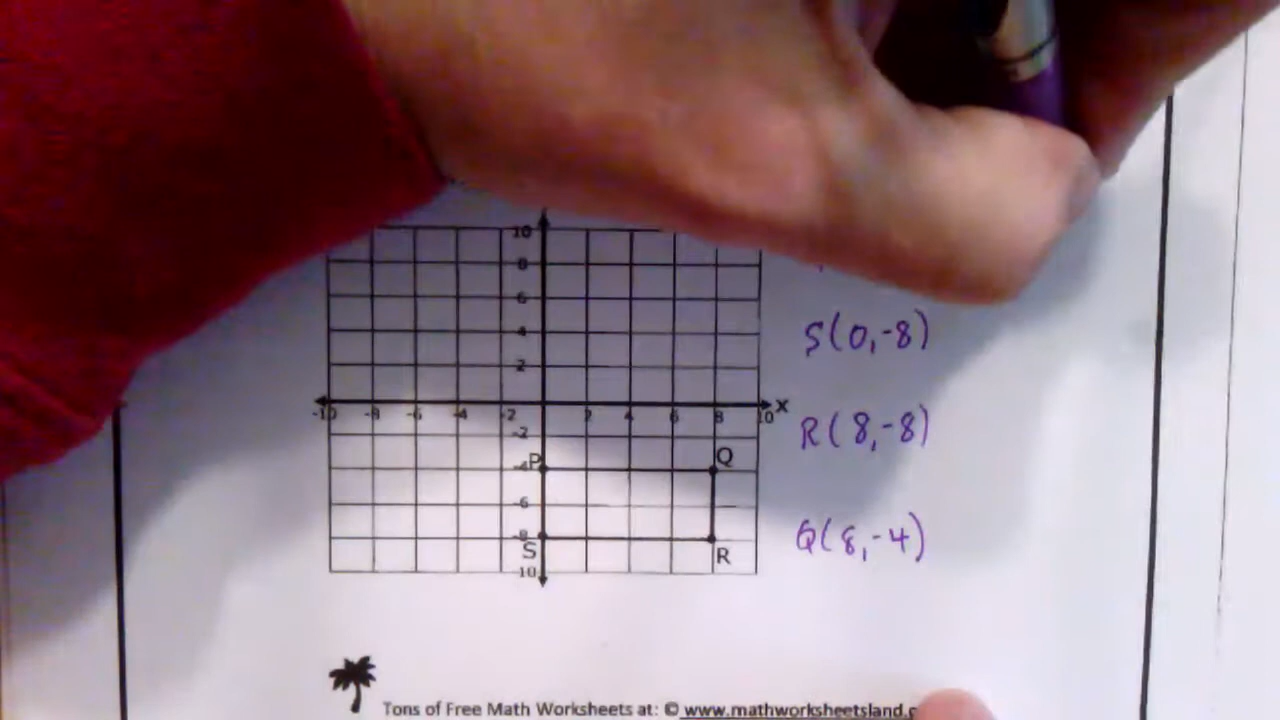 10
8
6
4
2
-10 -8 -6 -4 -2 2 4 6 8 10 x
-2
-4 P Q
-6
-8
S R
10
S(0,-8)
R(8,-8)
Q(8,-4)
Tons of Free Math Worksheets at: © www.mathworksheetsland.